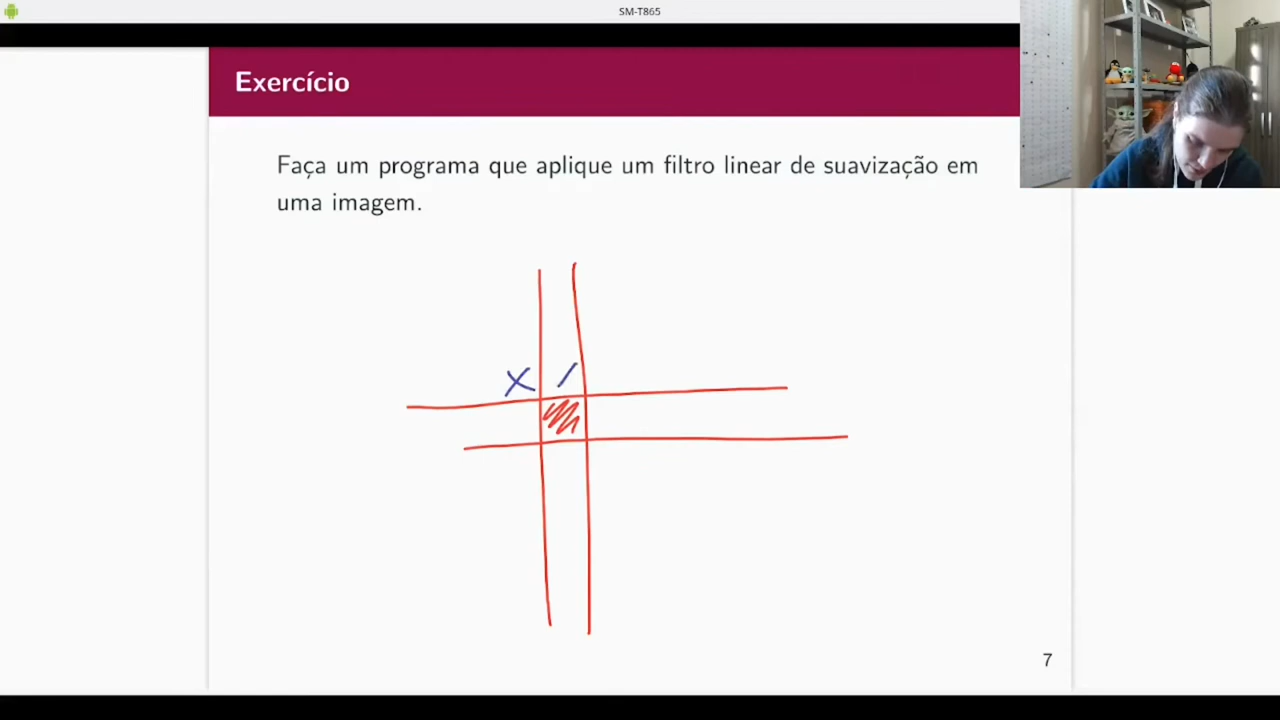 SM-T865
Exercício
Faça um programa que aplique um filtro linear de suavização em
uma imagem.
7